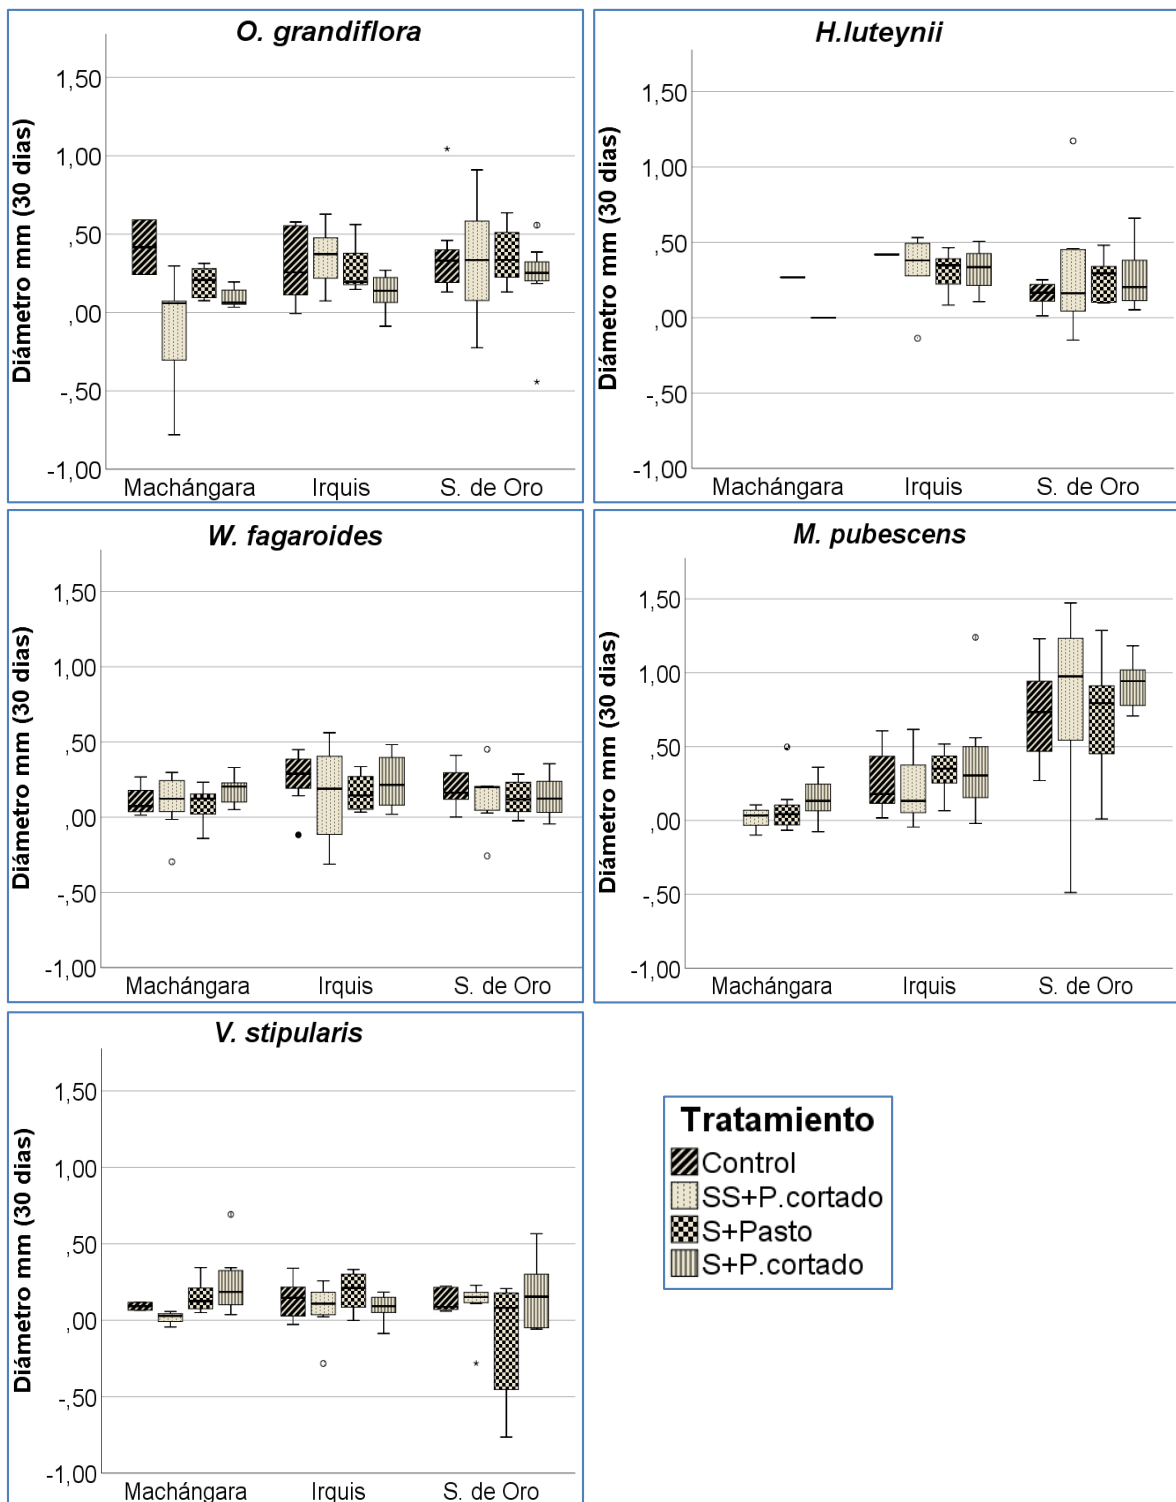 O. grandiflora
Diámetro mm (30 dias)
1,50
1,00
,50
,00
-,50
-1,00
Machángara Irquis S. de Oro
H.luteynii
Diámetro mm (30 dias)
1,50
1,00
,50
,00
-,50
-1,00
Machángara Irquis S. de Oro
W. fagaroides
Diámetro mm (30 dias)
1,50
1,00
,50
,00
-,50
-1,00
Machángara Irquis S. de Oro
M. pubescens
Diámetro mm (30 dias)
1,50
1,00
,50
,00
-,50
-1,00
Machángara Irquis S. de Oro
V. stipularis
Diámetro mm (30 dias)
1,50
1,00
,50
,00
-,50
-1,00
Machángara Irquis S. de Oro
Tratamiento
Control
SS+P.cortado
S+Pasto
S+P.cortado